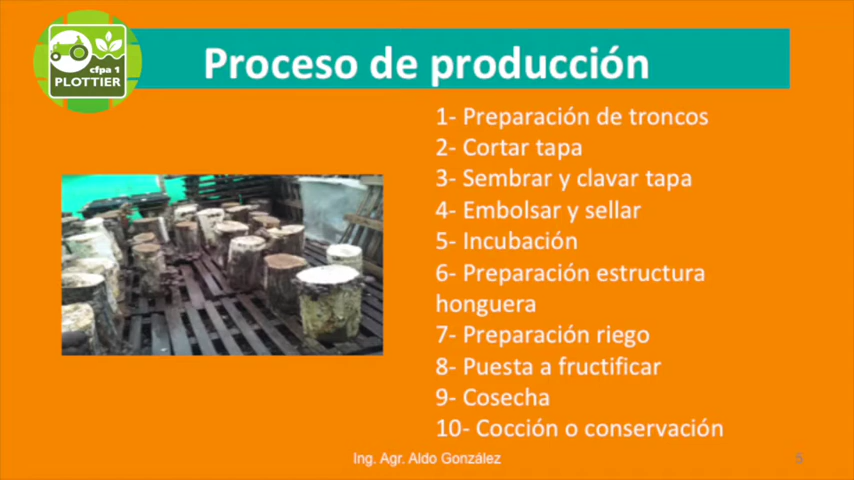 cfpa 1
PLOTTIER
Proceso de producción
1- Preparación de troncos
2- Cortar tapa
3- Sembrar y clavar tapa
4- Embolsar y sellar
5- Incubación
6- Preparación estructura
honguera
7- Preparación riego
8- Puesta a fructificar
9- Cosecha
10- Cocción o conservación
Ing. Agr. Aldo González
5